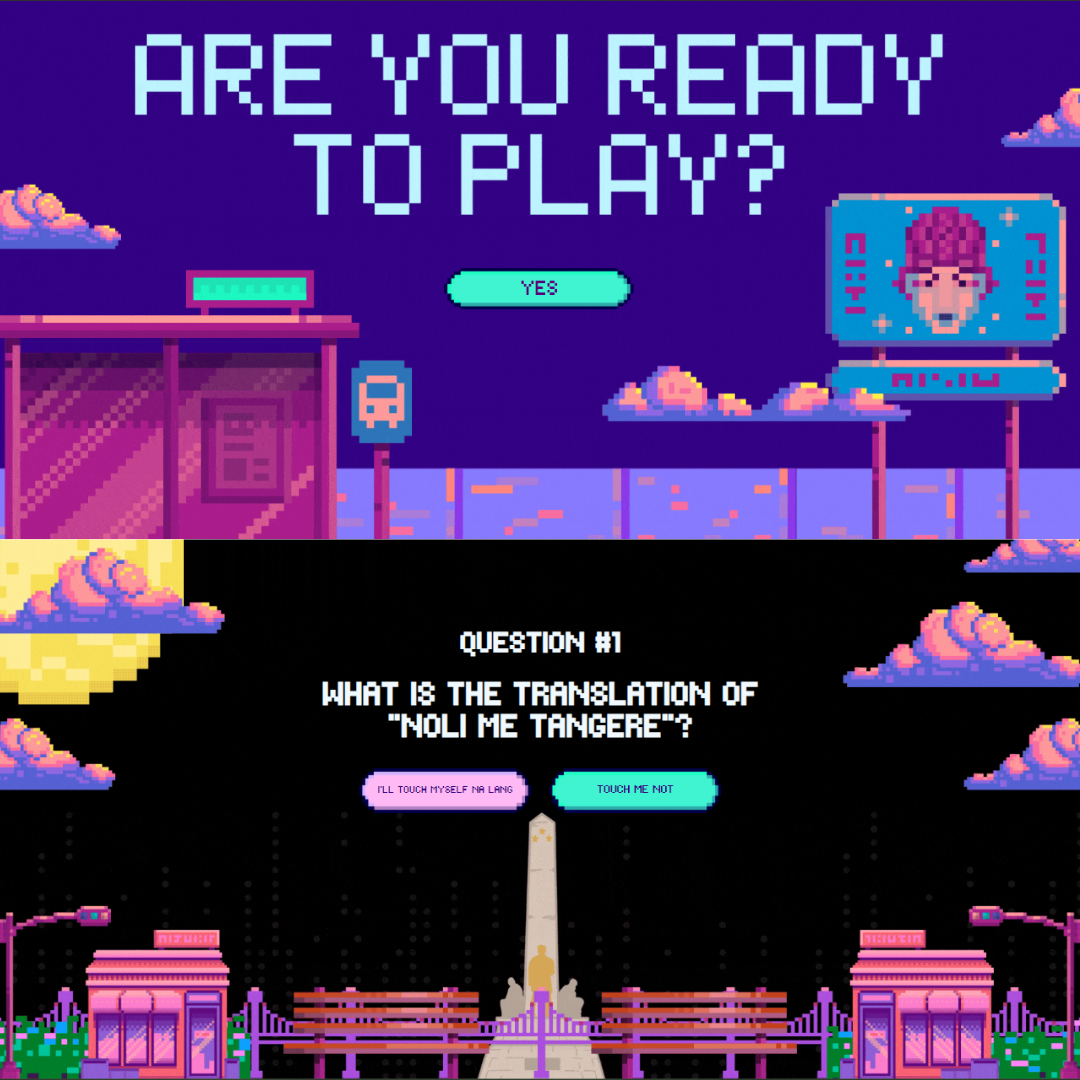 ARE YOU READY
TO PLAY?
YES
QUESTION #1
WHAT IS THE TRANSLATION OF
"NOLI ME TANGERE"?
I'LL TOUCH MYSELF NA LANG
TOUCH ME NOT